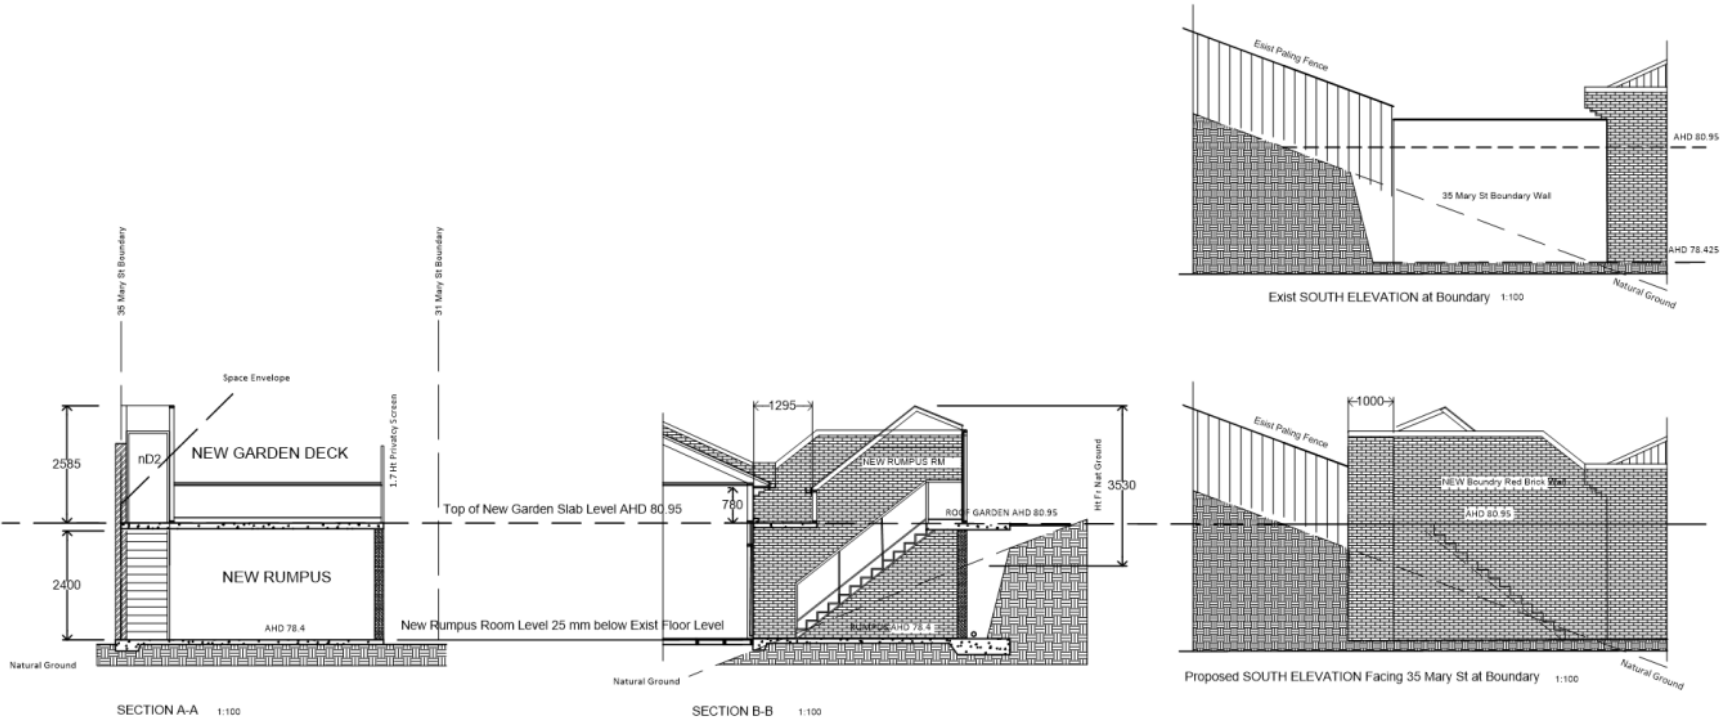 Esist Paling Fence
AHD 80.95
35 Mary St Boundary Wall
AHD 78.425
Natural Ground
Exist SOUTH ELEVATION at Boundary 1:100
35 Mary St Boundary
31 Mary St Boundary
Space Envelope
1.7 Ht Privatcy Screen
2585
nD2
NEW GARDEN DECK
Top of New Garden Slab Level AHD 80.95
2400
NEW RUMPUS
AHD 78.4
New Rumpus Room Level 25 mm below Exist Floor Level
Natural Ground
SECTION A-A 1:100
1295
NEW RUMPUS RM
780
ROOF GARDEN AHD 80.95
Ht Fr Nat Ground
3530
RUMPUS AHD 78.4
Natural Ground
SECTION B-B 1:100
1000
Esist Paling Fence
NEW Boundry Red Brick Wall
AHD 80.95
Natural Ground
Proposed SOUTH ELEVATION Facing 35 Mary St at Boundary 1:100